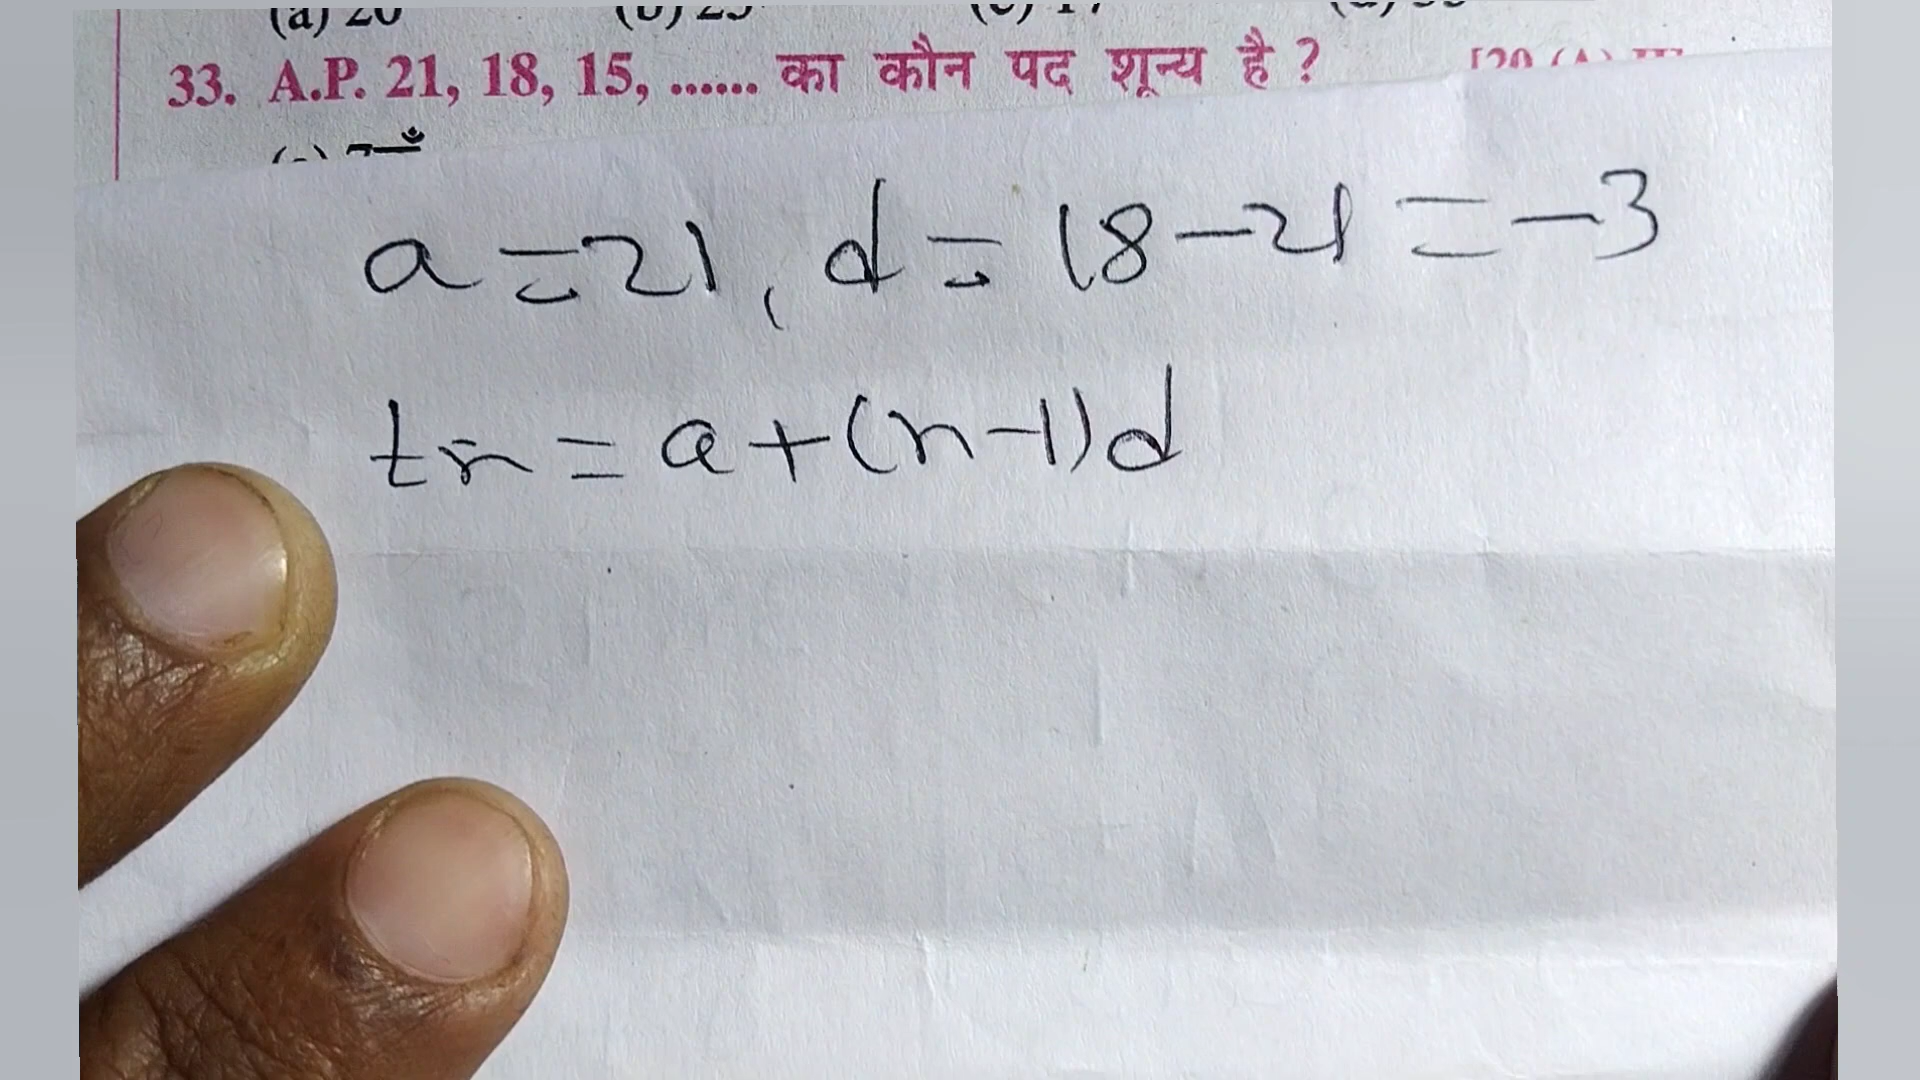 33. A.P. 21, 18, 15, ...... का कौन पद शून्य है ?
a = 21, d = 18 - 21 = - 3
tn = a + (n - 1) d